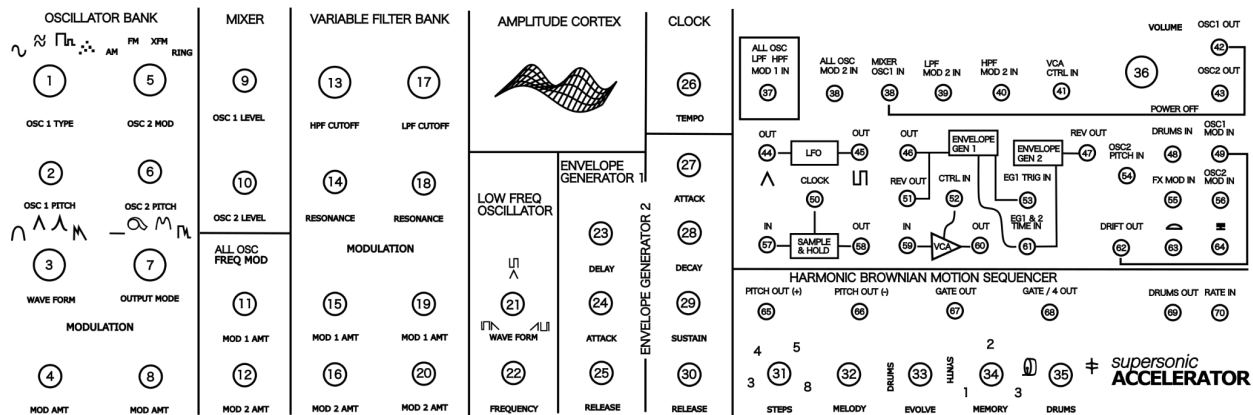 OSCILLATOR BANK
AM FM XFM RING
1
5
OSC 1 TYPE
OSC 2 MOD
2
6
OSC 1 PITCH
OSC 2 PITCH
3
7
WAVE FORM
OUTPUT MODE
MODULATION
4
8
MOD AMT
MOD AMT
MIXER
9
OSC 1 LEVEL
10
OSC 2 LEVEL
ALL OSC
FREQ MOD
11
MOD 1 AMT
12
MOD 2 AMT
VARIABLE FILTER BANK
13
17
HPF CUTOFF
LPF CUTOFF
14
18
RESONANCE
RESONANCE
MODULATION
15
19
MOD 1 AMT
MOD 1 AMT
16
20
MOD 2 AMT
MOD 2 AMT
AMPLITUDE CORTEX
LOW FREQ
OSCILLATOR
21
WAVE FORM
22
FREQUENCY
ENVELOPE
GENERATOR 1
23
DELAY
24
ATTACK
25
RELEASE
ENVELOPE GENERATOR 2
CLOCK
26
TEMPO
27
ATTACK
28
DECAY
29
SUSTAIN
30
RELEASE
ALL OSC
LPF HPF
MOD 1 IN
37
ALL OSC
MOD 2 IN
38
MIXER
OSC1 IN
38
LPF
MOD 2 IN
39
HPF
MOD 2 IN
40
VCA
CTRL IN
41
VOLUME
36
OSC1 OUT
42
OSC2 OUT
43
POWER OFF
OUT
44
LFO
OUT
45
OUT
46
ENVELOPE
GEN 1
ENVELOPE
GEN 2
REV OUT
47
DRUMS IN
48
OSC1
MOD IN
49
CLOCK
50
REV OUT
51
CTRL IN
52
EG1 TRIG IN
53
OSC2
PITCH IN
54
FX MOD IN
55
OSC2
MOD IN
56
IN
57
SAMPLE
& HOLD
OUT
58
IN
59
VCA
OUT
60
EG1 & 2
TIME IN
61
DRIFT OUT
62
63
64
HARMONIC BROWNIAN MOTION SEQUENCER
PITCH OUT (+)
65
PITCH OUT (-)
66
GATE OUT
67
GATE / 4 OUT
68
DRUMS OUT
69
RATE IN
70
3 4 5 8
31
STEPS
32
MELODY
DRUMS
33
SYNTH
EVOLVE
1 2 3
34
MEMORY
35
DRUMS
supersonic
ACCELERATOR